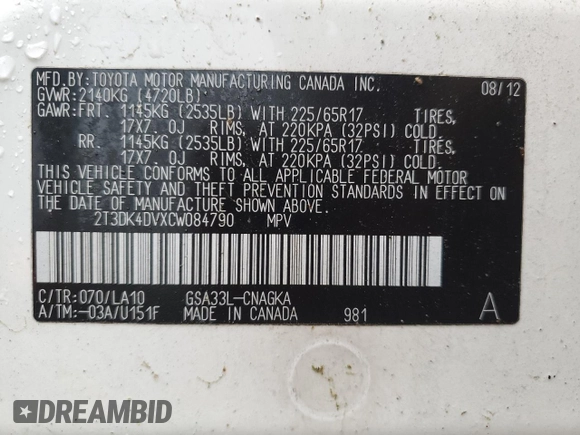 MFD.BY:TOYOTA MOTOR MANUFACTURING CANADA INC. 08/12
GVWR:2140KG (4720LB)
GAWR:FRT. 1145KG (2535LB) WITH 225/65R17 TIRES,
17X7.0J RIMS, AT 220KPA (32PSI) COLD.
RR. 1145KG (2535LB) WITH 225/65R17 TIRES,
17X7.0J RIMS, AT 220KPA (32PSI) COLD.
THIS VEHICLE CONFORMS TO ALL APPLICABLE FEDERAL MOTOR
VEHICLE SAFETY AND THEFT PREVENTION STANDARDS IN EFFECT ON
THE DATE OF MANUFACTURE SHOWN ABOVE.
2T3DK4DVXCW084790 MPV
C/TR:070/LA10 GSA33L-CNAGKA
A/TM:-03A/U151F MADE IN CANADA 981 A
DREAMBID